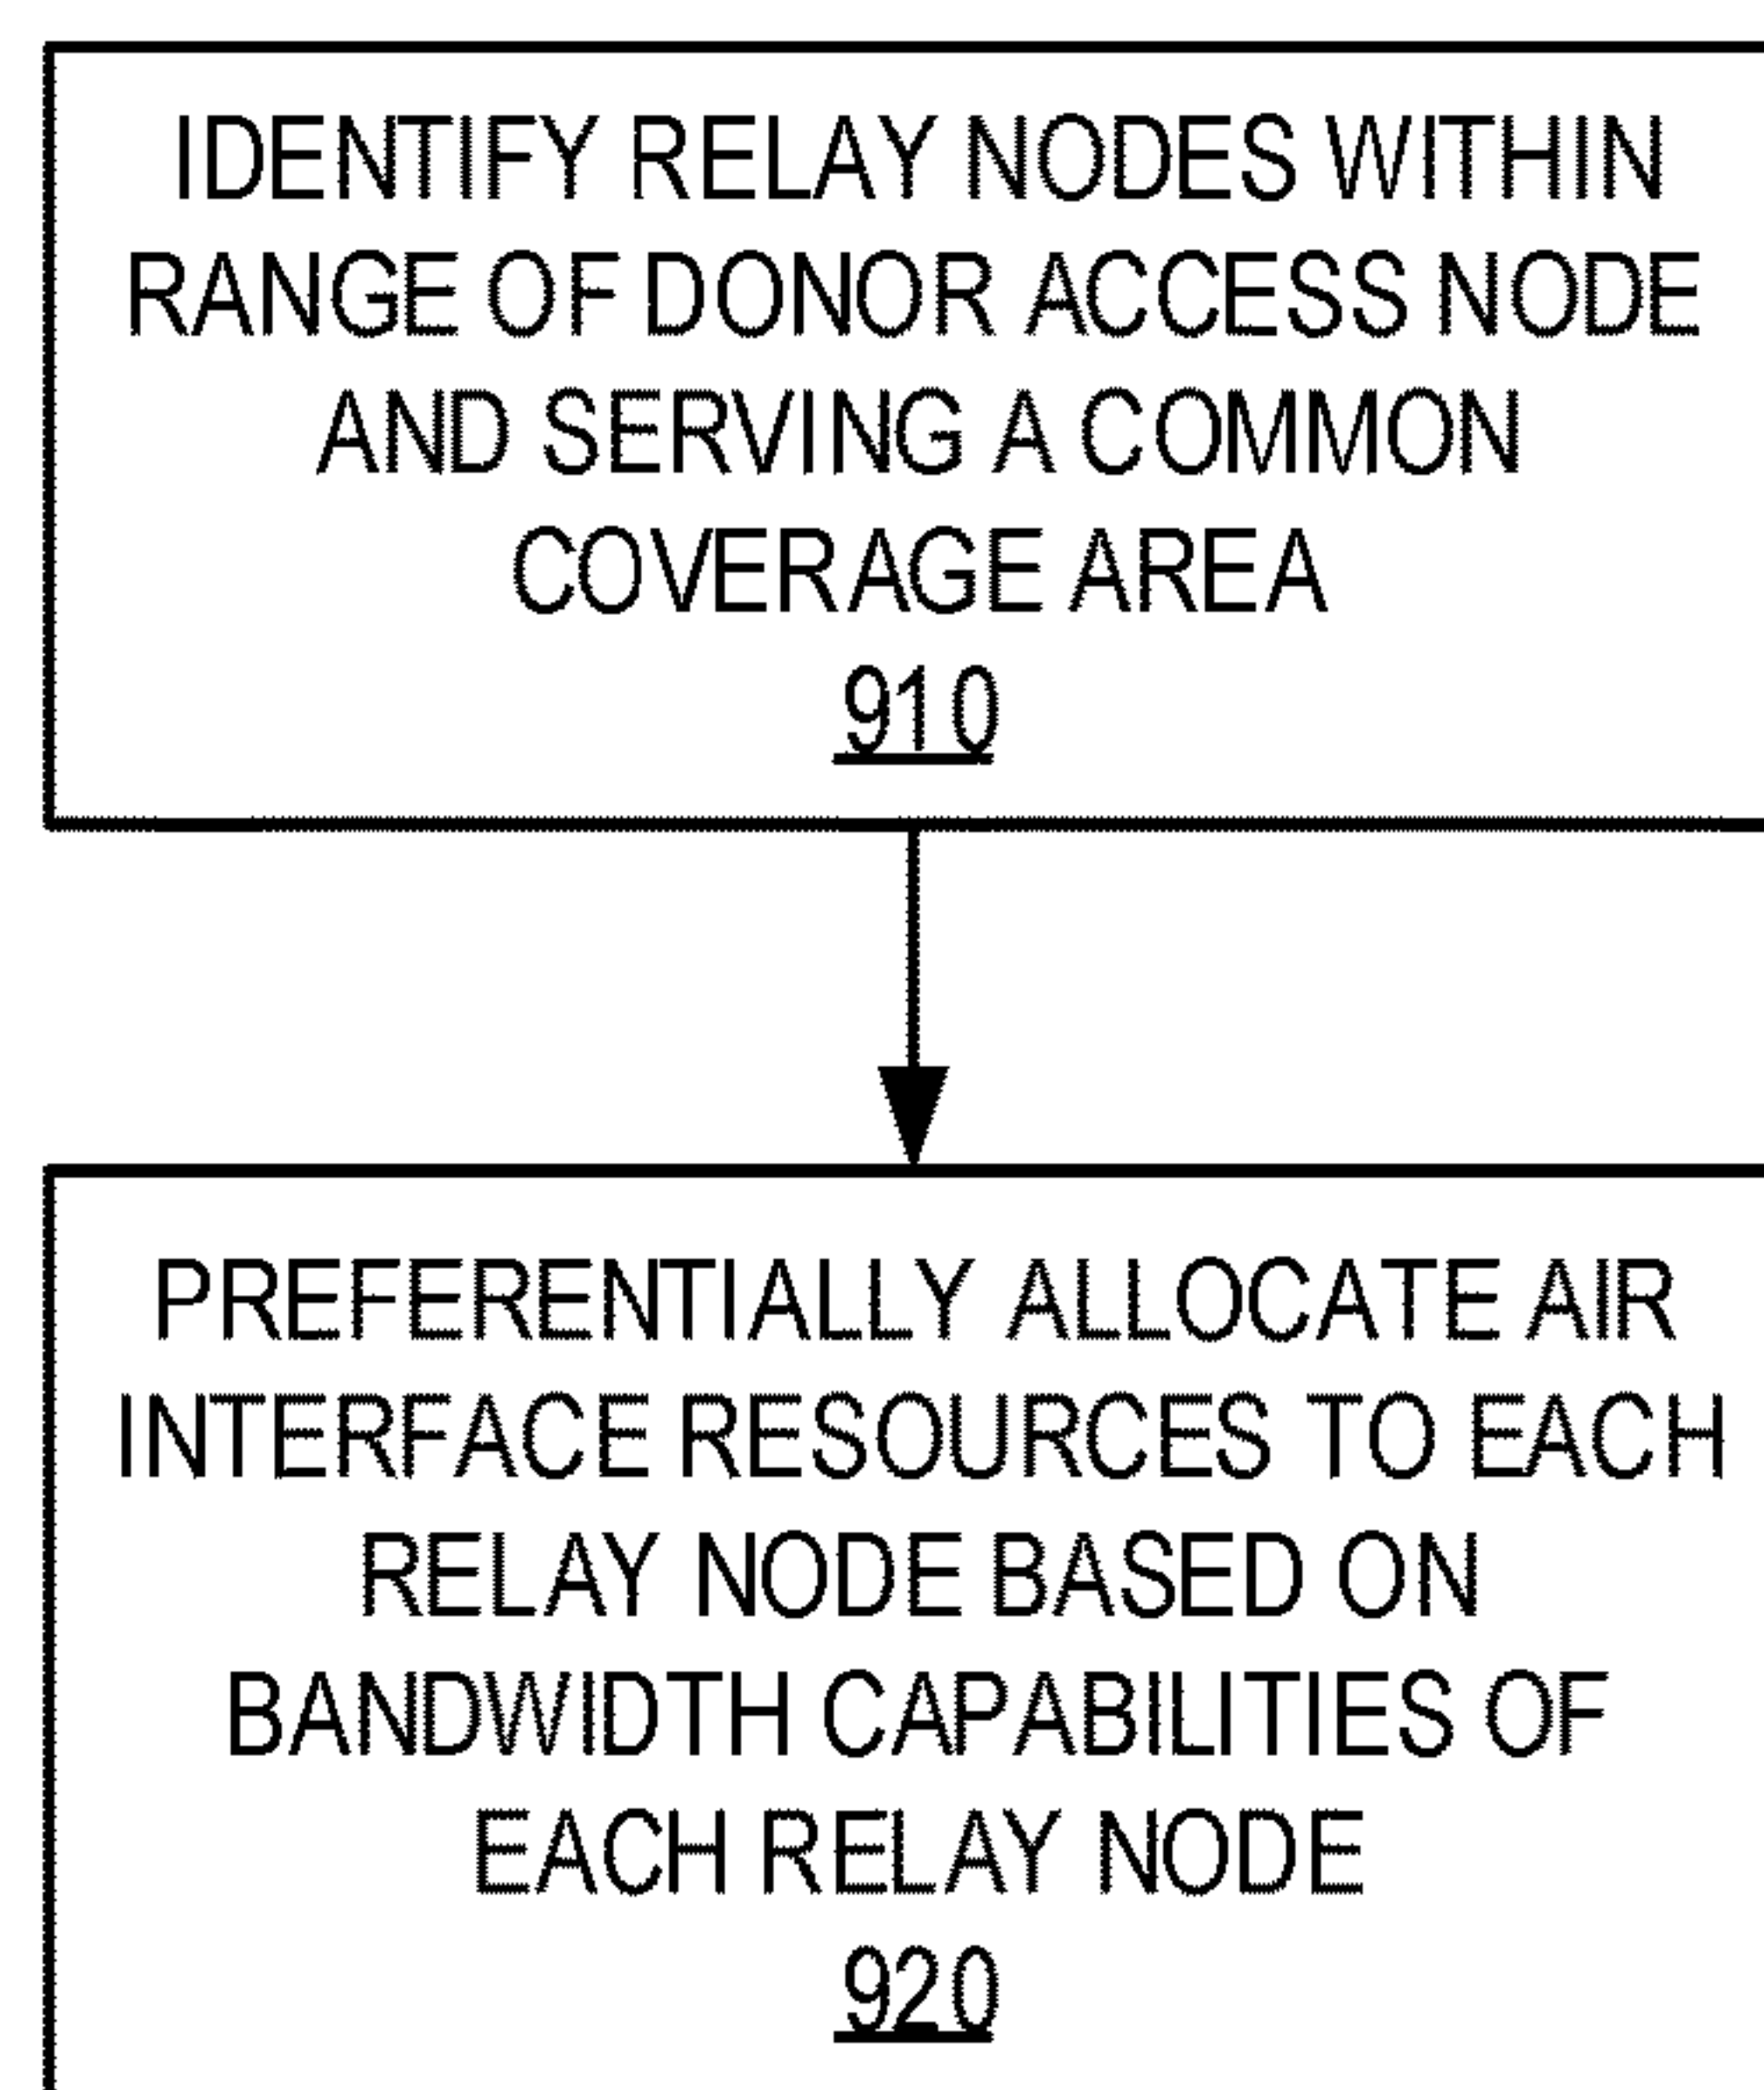 IDENTIFY RELAY NODES WITHIN
RANGE OF DONOR ACCESS NODE
AND SERVING A COMMON
COVERAGE AREA
910
PREFERENTIALLY ALLOCATE AIR
INTERFACE RESOURCES TO EACH
RELAY NODE BASED ON
BANDWIDTH CAPABILITIES OF
EACH RELAY NODE
920